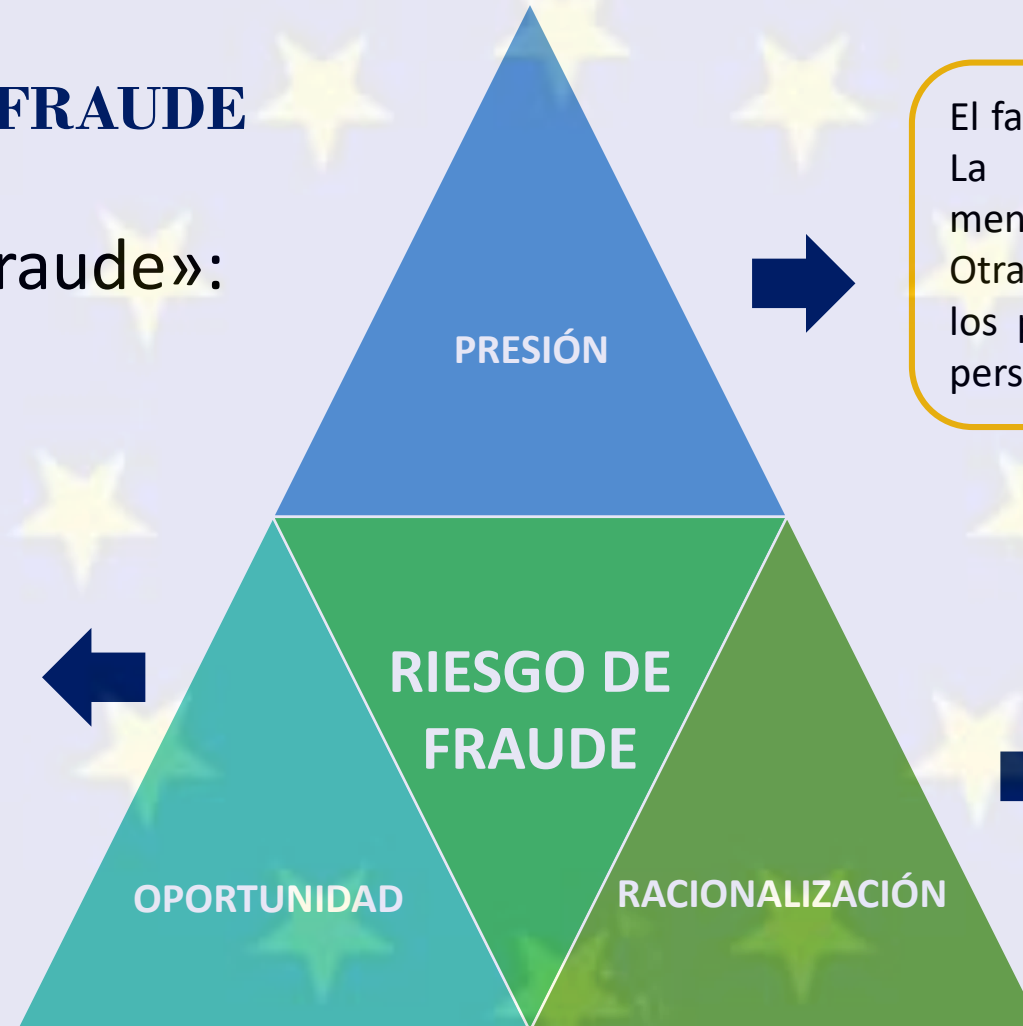 FRAUDE
raude»:
El fa
La
men
Otra
los p
pers
PRESIÓN
RIESGO DE
FRAUDE
OPORTUNIDAD
RACIONALIZACIÓN